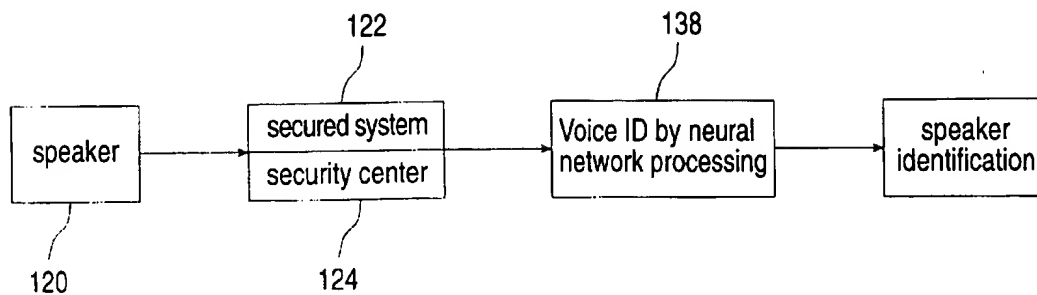 122
138
speaker
secured system
security center
Voice ID by neural
network processing
speaker
identification
120
124